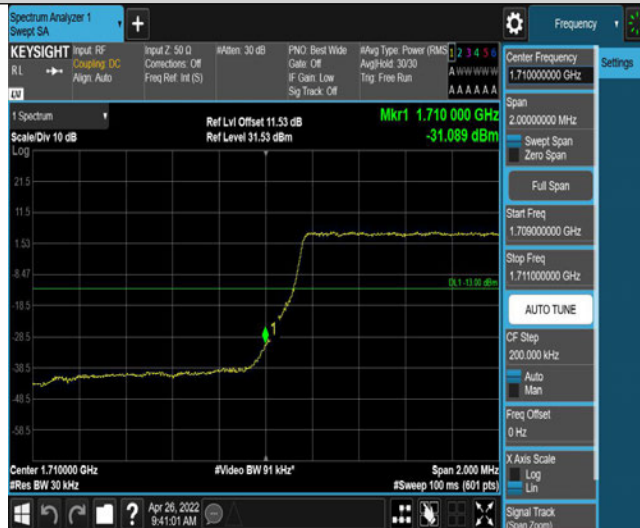 Spectrum Analyzer 1
Swept SA
+
Frequency
KEYSIGHT
RL
Input: RF
Coupling: DC
Align: Auto
Input Z: 50 Ω
Corrections: Off
Freq Ref: Int (S)
#Atten: 30 dB
PNO: Best Wide
Gate: Off
IF Gain: Low
Sig Track: Off
#Avg Type: Power (RMS
Avg|Hold: 30/30
Trig: Free Run
1 2 3 4 5 6
A W W W W W
A A A A A A
1 Spectrum
Scale/Div 10 dB
Log
Ref Lvl Offset 11.53 dB
Ref Level 31.53 dBm
Mkr1 1.710 000 GHz
-31.089 dBm
21.5
11.5
1.53
-8.47
-18.5
-28.5
-38.5
-48.5
-58.5
DL1 -13.00 dBm
1
Center 1.710000 GHz
#Res BW 30 kHz
#Video BW 91 kHz*
Span 2.000 MHz
#Sweep 100 ms (601 pts)
Center Frequency
1.710000000 GHz
Settings
Span
2.00000000 MHz
Swept Span
Zero Span
Full Span
Start Freq
1.709000000 GHz
Stop Freq
1.711000000 GHz
AUTO TUNE
CF Step
200.000 kHz
Auto
Man
Freq Offset
0 Hz
X Axis Scale
Log
Lin
Signal Track
(Span Zoom)
?
Apr 26, 2022
9:41:01 AM